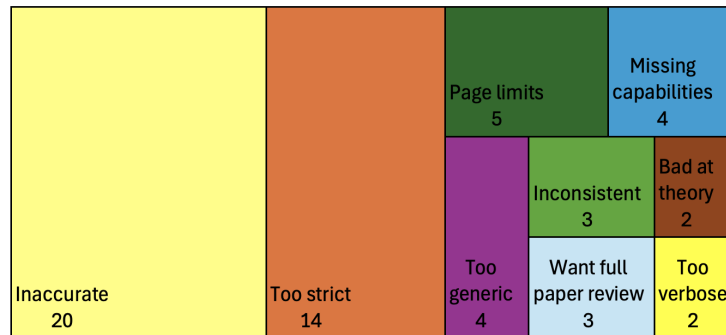 Inaccurate
20
Too strict
14
Page limits
5
Missing
capabilities
4
Too
generic
4
Inconsistent
3
Bad at
theory
2
Want full
paper review
3
Too
verbose
2